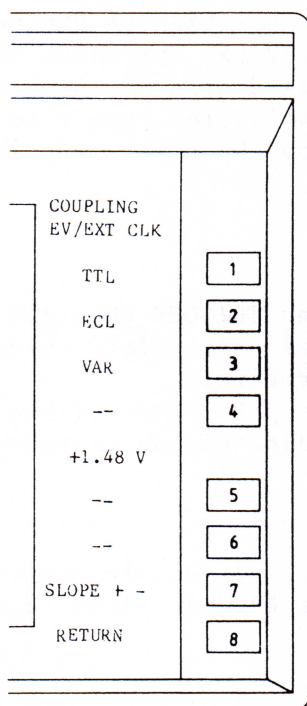 COUPLING
EV/EXT CLK
TTL 1
ECL 2
VAR 3
-- 4
+1.48 V
-- 5
-- 6
SLOPE + - 7
RETURN 8